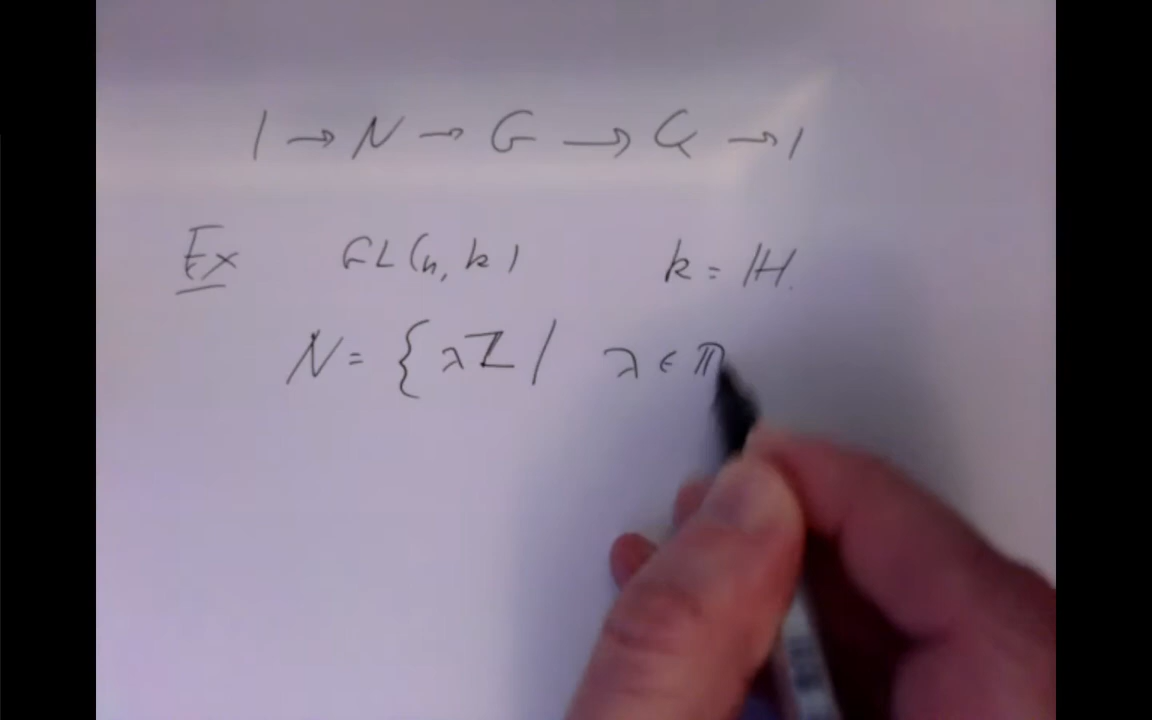 1 → N → G → Q → 1
Ex GL(n, k) k = ℍ.
N = { λI | λ ∈ ℝ